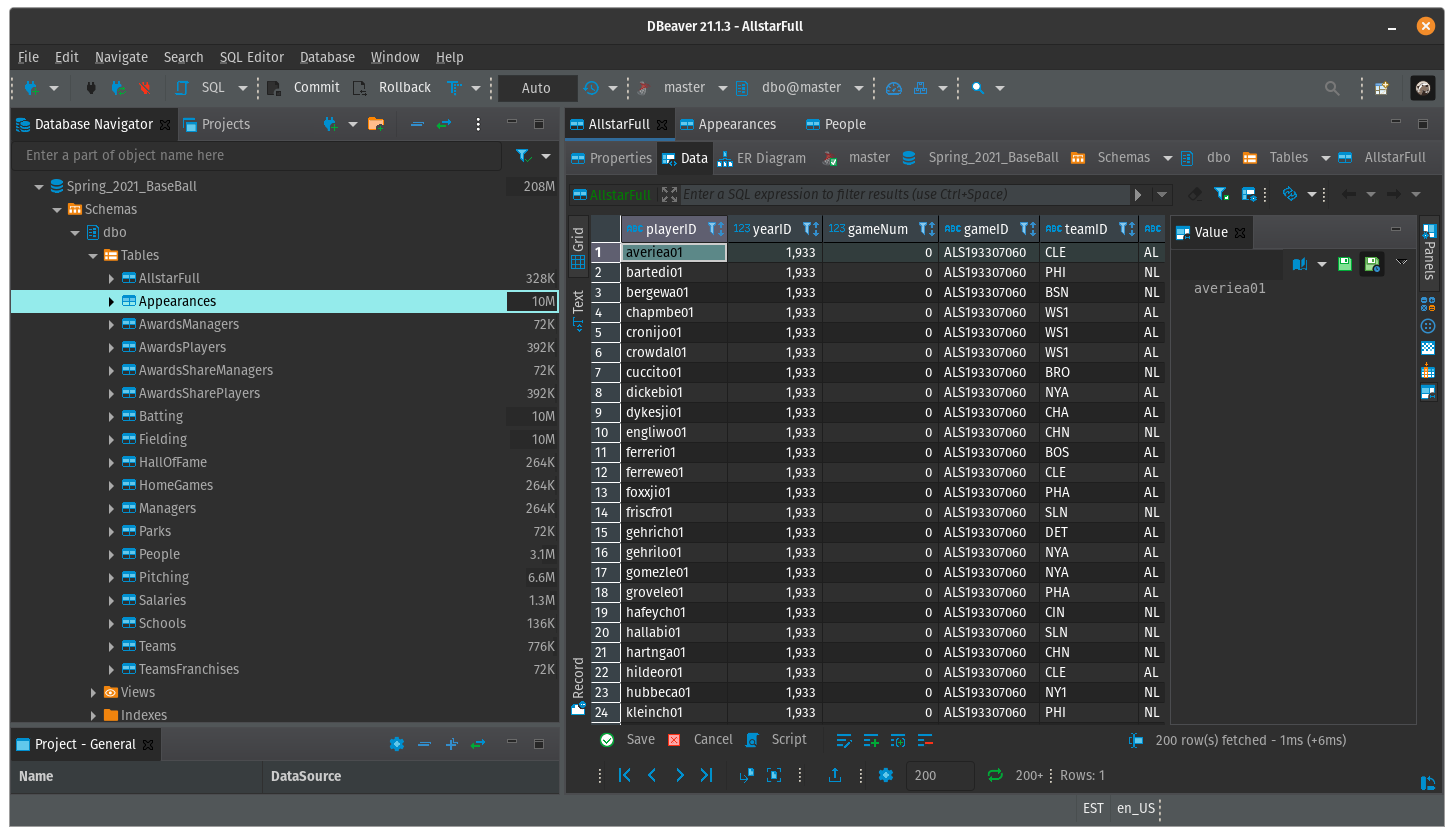 DBeaver 21.1.3 - AllstarFull
File Edit Navigate Search SQL Editor Database Window Help
SQL Commit Rollback Auto master dbo@master
Database Navigator Projects
Enter a part of object name here
Spring_2021_BaseBall 208M
Schemas
dbo
Tables
AllstarFull 328K
Appearances 10M
AwardsManagers 72K
AwardsPlayers 392K
AwardsShareManagers 72K
AwardsSharePlayers 392K
Batting 10M
Fielding 10M
HallOfFame 264K
HomeGames 264K
Managers 264K
Parks 72K
People 3.1M
Pitching 6.6M
Salaries 1.3M
Schools 136K
Teams 776K
TeamsFranchises 72K
Views
Indexes
Project - General
Name DataSource
AllstarFull Appearances People
Properties Data ER Diagram master Spring_2021_BaseBall Schemas dbo Tables AllstarFull
AllstarFull Enter a SQL expression to filter results (use Ctrl+Space)
Grid
Text
Record
ABC playerID 123 yearID 123 gameNum ABC gameID ABC teamID ABC
1 averiea01 1,933 0 ALS193307060 CLE AL
2 bartedi01 1,933 0 ALS193307060 PHI NL
3 bergewa01 1,933 0 ALS193307060 BSN NL
4 chapmbe01 1,933 0 ALS193307060 WS1 AL
5 cronijo01 1,933 0 ALS193307060 WS1 AL
6 crowdal01 1,933 0 ALS193307060 WS1 AL
7 cuccito01 1,933 0 ALS193307060 BRO NL
8 dickebi01 1,933 0 ALS193307060 NYA AL
9 dykesji01 1,933 0 ALS193307060 CHA AL
10 engliwo01 1,933 0 ALS193307060 CHN NL
11 ferreri01 1,933 0 ALS193307060 BOS AL
12 ferrewe01 1,933 0 ALS193307060 CLE AL
13 foxxji01 1,933 0 ALS193307060 PHA AL
14 friscfr01 1,933 0 ALS193307060 SLN NL
15 gehrich01 1,933 0 ALS193307060 DET AL
16 gehrilo01 1,933 0 ALS193307060 NYA AL
17 gomezle01 1,933 0 ALS193307060 NYA AL
18 grovele01 1,933 0 ALS193307060 PHA AL
19 hafeych01 1,933 0 ALS193307060 CIN NL
20 hallabi01 1,933 0 ALS193307060 SLN NL
21 hartnga01 1,933 0 ALS193307060 CHN NL
22 hildeor01 1,933 0 ALS193307060 CLE AL
23 hubbeca01 1,933 0 ALS193307060 NY1 NL
24 kleinch01 1,933 0 ALS193307060 PHI NL
Value
averiea01
Panels
Save Cancel Script 200 row(s) fetched - 1ms (+6ms)
200 200+ Rows: 1
EST en_US